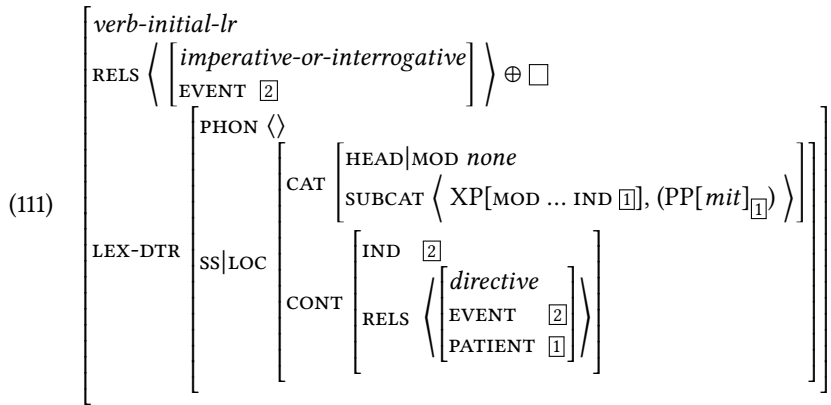 verb-initial-lr
RELS ⟨ [imperative-or-interrogative
EVENT 2] ⟩ ⊕ □
PHON ⟨⟩
(111)
LEX-DTR
SS|LOC
CAT
HEAD|MOD none
SUBCAT ⟨ XP[MOD … IND 1], (PP[mit]1) ⟩
CONT
IND 2
RELS ⟨ [directive
EVENT 2
PATIENT 1] ⟩